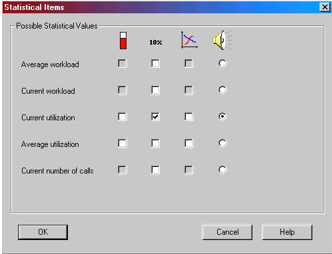 Statistical Items
Possible Statistical Values
10%
Average workload
Current workload
Current utilization
Average utilization
Current number of calls
OK
Cancel
Help